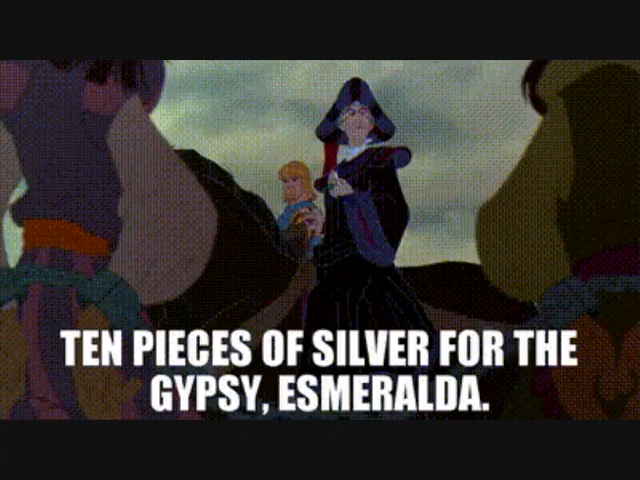 TEN PIECES OF SILVER FOR THE
GYPSY, ESMERALDA.